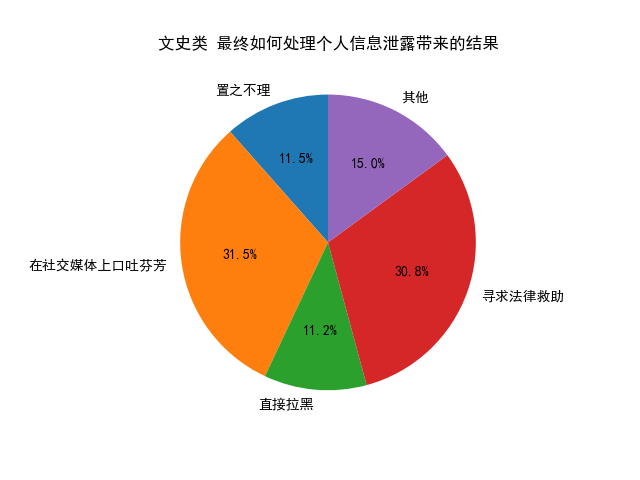 文史类 最终如何处理个人信息泄露带来的结果
置之不理
其他
11.5%
15.0%
31.5%
在社交媒体上口吐芬芳
30.8%
寻求法律救助
11.2%
直接拉黑